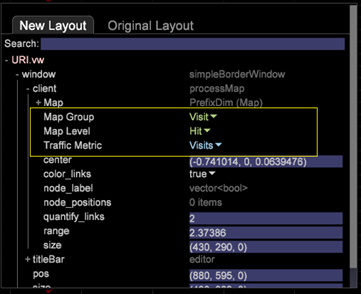 New Layout Original Layout
Search:
- URI.vw
- window simpleBorderWindow
- client processMap
+ Map PrefixDim (Map)
Map Group Visit
Map Level Hit
Traffic Metric Visits
center (-0.741014, 0, 0.0639476)
color_links true
node_label vector<bool>
node_positions 0 items
quantify_links 2
range 2.37386
size (430, 290, 0)
+ titleBar editor
pos (880, 595, 0)
size